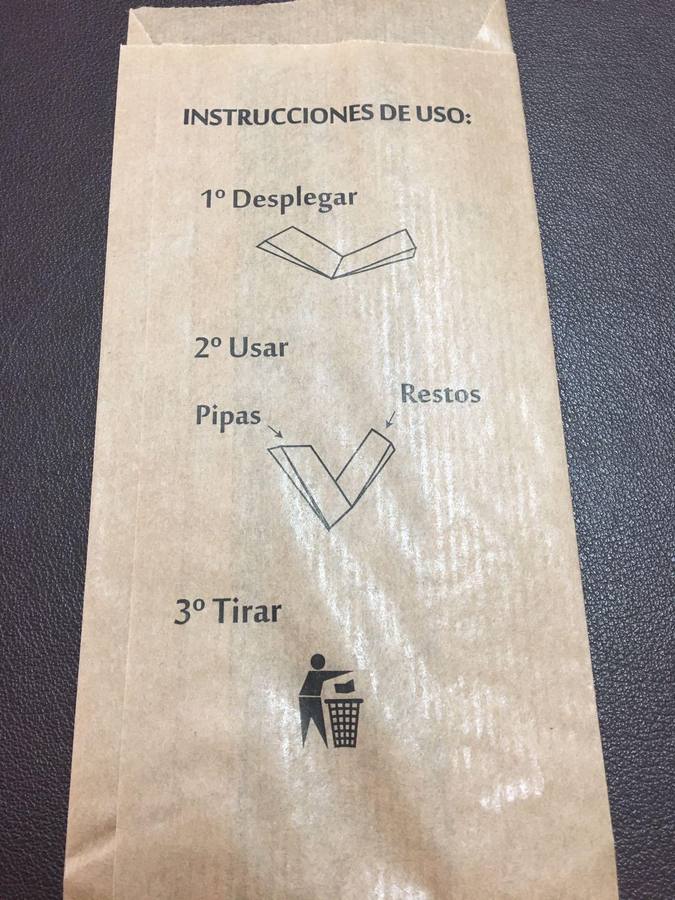 INSTRUCCIONES DE USO:
1º Desplegar
2º Usar
Restos
Pipas
3º Tirar